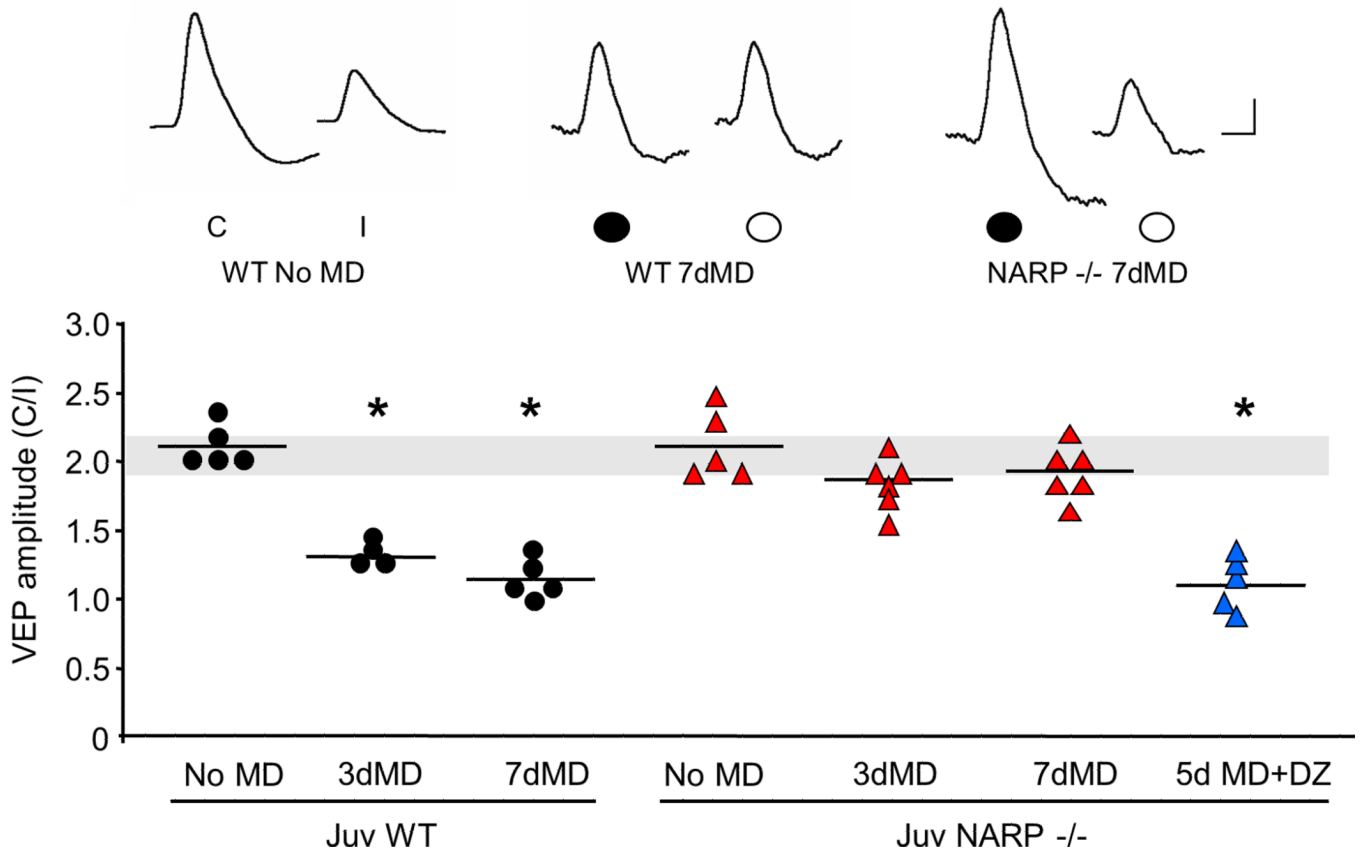 C I
WT No MD
WT 7dMD
NARP -/- 7dMD
VEP amplitude (C/I)
3.0
2.5
2.0
1.5
1.0
0.5
0
* * *
No MD 3dMD 7dMD No MD 3dMD 7dMD 5d MD+DZ
Juv WT Juv NARP -/-